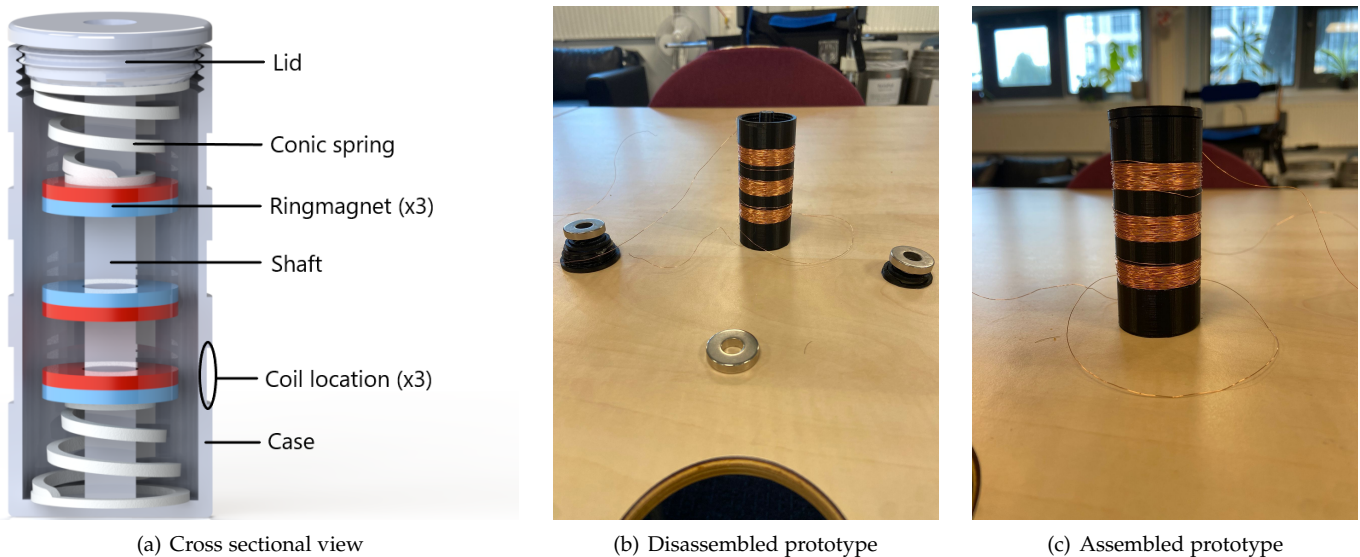 Lid
Conic spring
Ringmagnet (x3)
Shaft
Coil location (x3)
Case
(a) Cross sectional view
(b) Disassembled prototype
(c) Assembled prototype